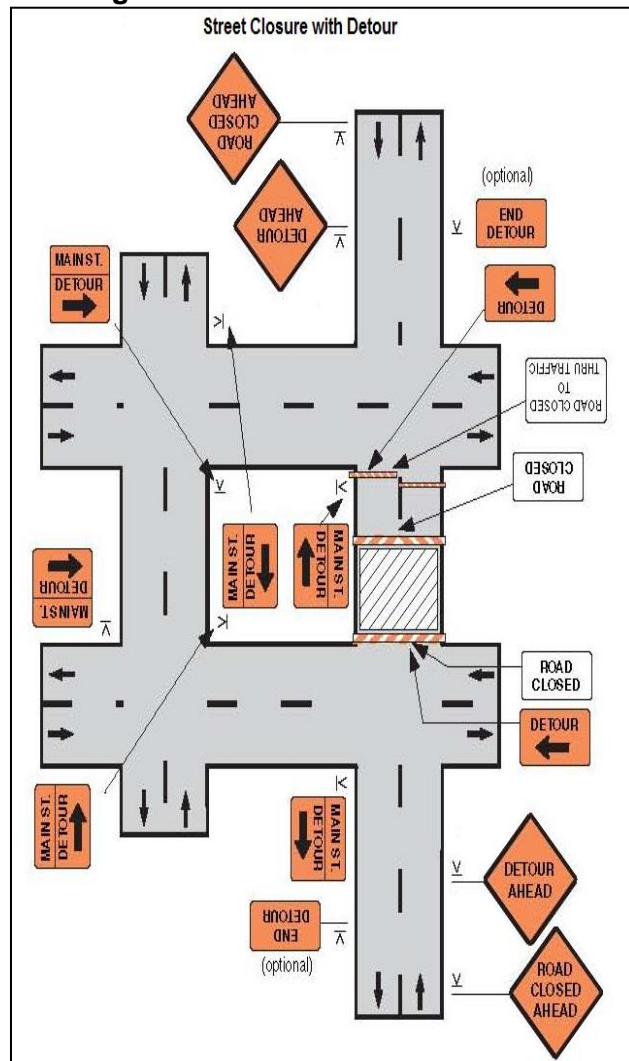 Street Closure with Detour
ROAD
CLOSED
AHEAD
DETOUR
AHEAD
(optional)
END
DETOUR
MAIN ST.
DETOUR
DETOUR
ROAD CLOSED
TO
THRU TRAFFIC
ROAD
CLOSED
MAIN ST.
DETOUR
MAIN ST.
DETOUR
MAIN ST.
DETOUR
ROAD
CLOSED
DETOUR
MAIN ST.
DETOUR
MAIN ST.
DETOUR
DETOUR
AHEAD
END
DETOUR
(optional)
ROAD
CLOSED
AHEAD